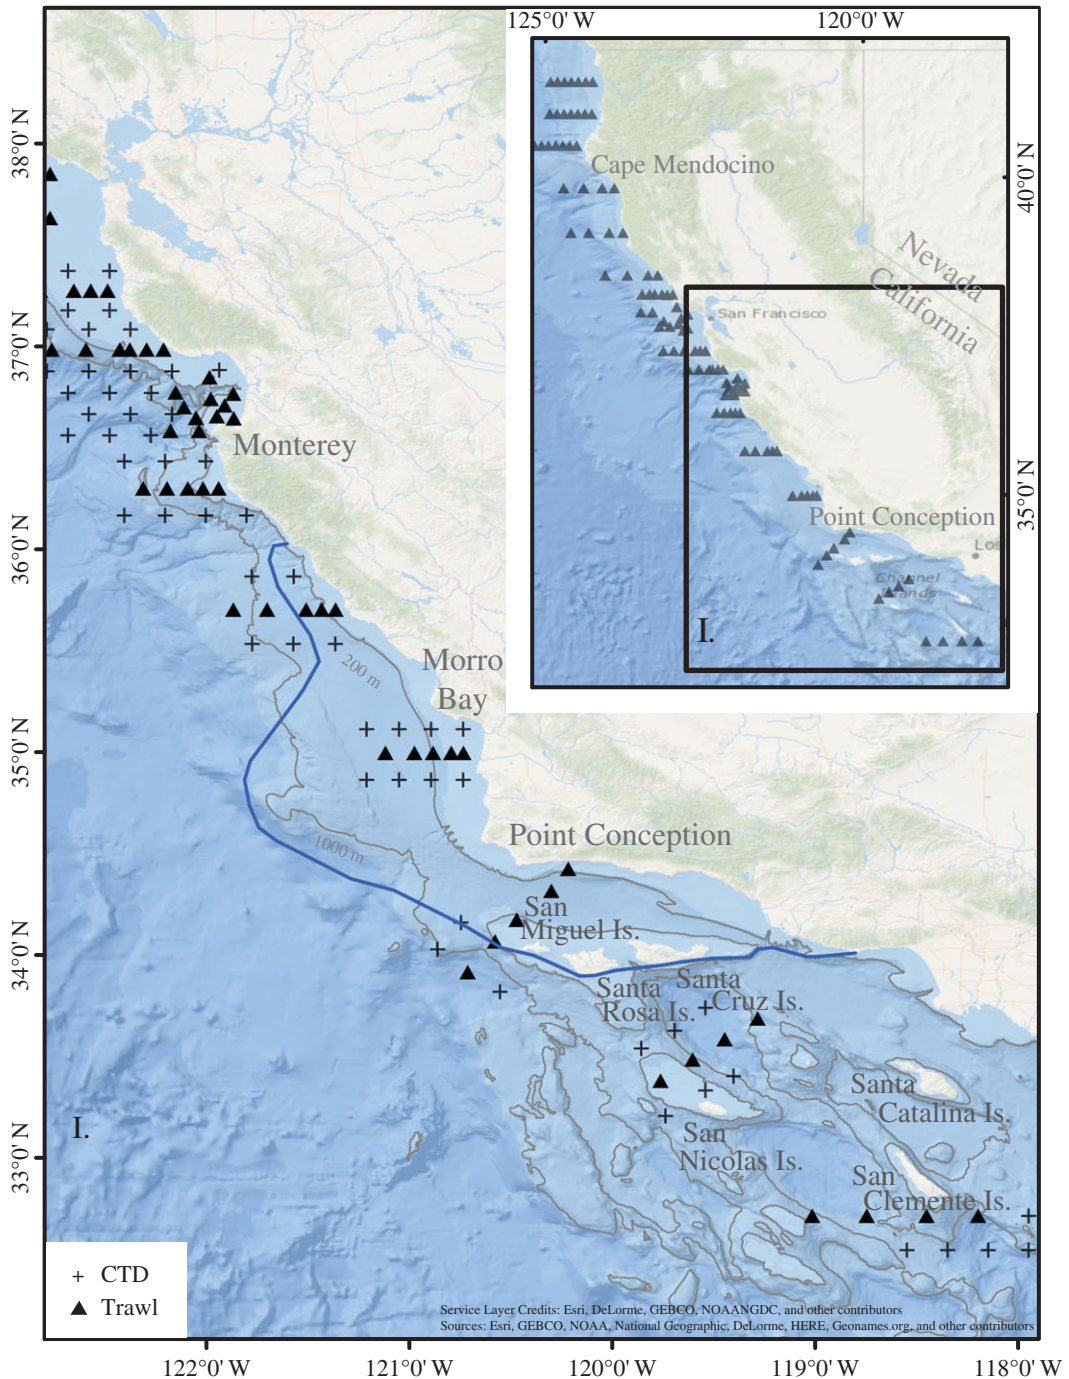 125°0' W
120°0' W
38°0' N
37°0' N
36°0' N
35°0' N
34°0' N
33°0' N
Cape Mendocino
40°0' N
Nevada
California
San Francisco
35°0' N
Point Conception
Los
Channel
Islands
I.
Monterey
Morro
Bay
200 m
1000 m
Point Conception
San
Miguel Is.
Santa
Rosa Is.
Santa
Cruz Is.
Santa
Catalina Is.
San
Nicolas Is.
San
Clemente Is.
I.
CTD
Trawl
Service Layer Credits: Esri, DeLorme, GEBCO, NOAANGDC, and other contributors
Sources: Esri, GEBCO, NOAA, National Geographic, DeLorme, HERE, Geonames.org, and other contributors
122°0' W
121°0' W
120°0' W
119°0' W
118°0' W